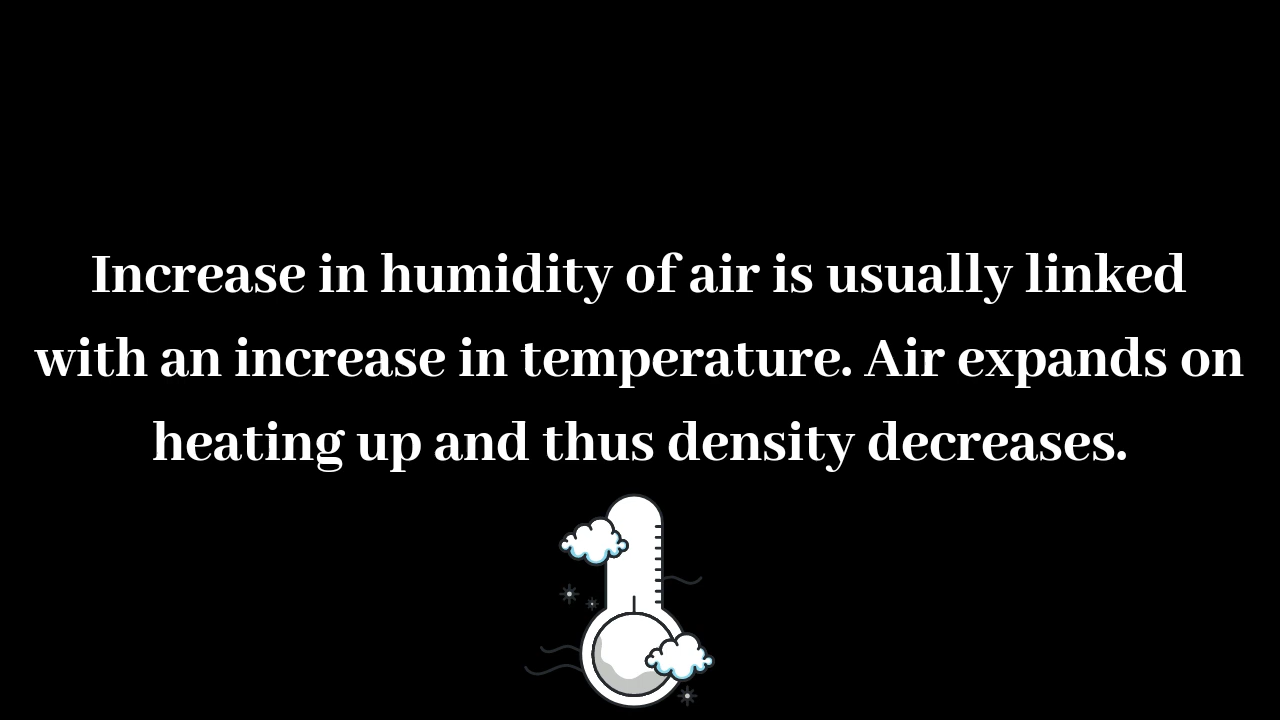 Increase in humidity of air is usually linked
with an increase in temperature. Air expands on
heating up and thus density decreases.